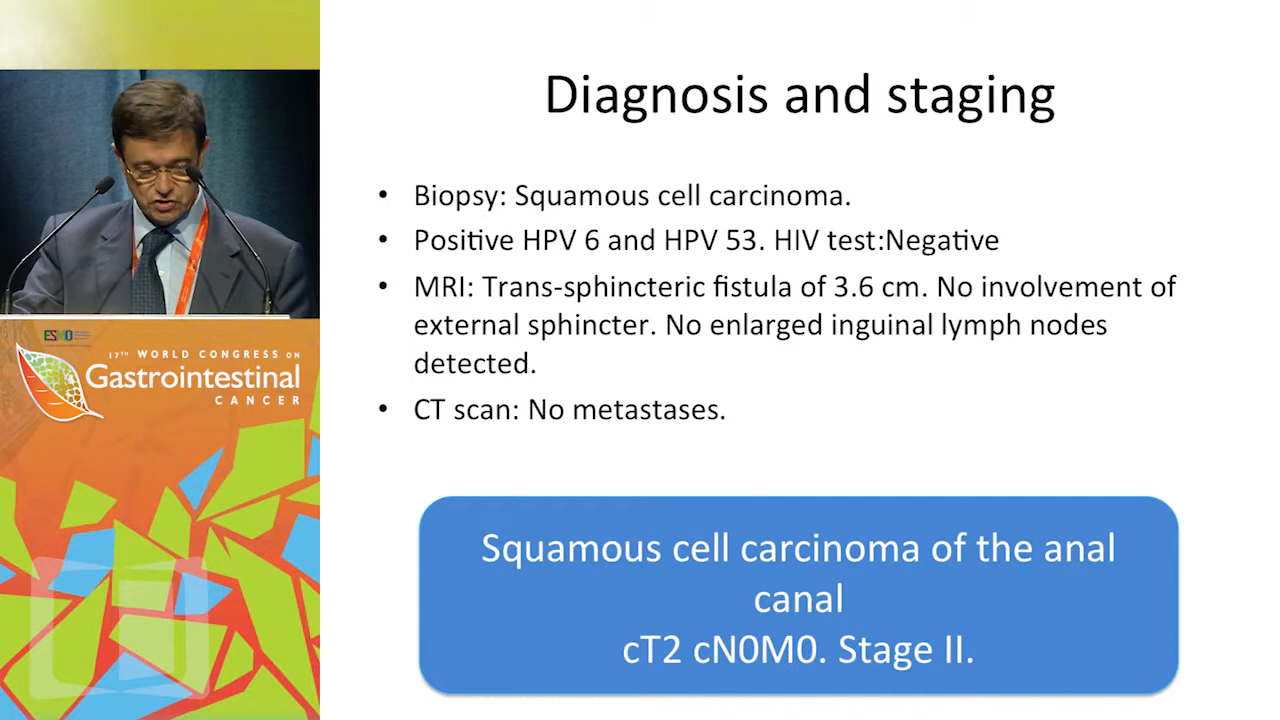 Diagnosis and staging
• Biopsy: Squamous cell carcinoma.
• Positive HPV 6 and HPV 53. HIV test:Negative
• MRI: Trans-sphincteric fistula of 3.6 cm. No involvement of
external sphincter. No enlarged inguinal lymph nodes
detected.
• CT scan: No metastases.
Squamous cell carcinoma of the anal
canal
cT2 cN0M0. Stage II.
ESMO
17TH WORLD CONGRESS ON
Gastrointestinal
CANCER